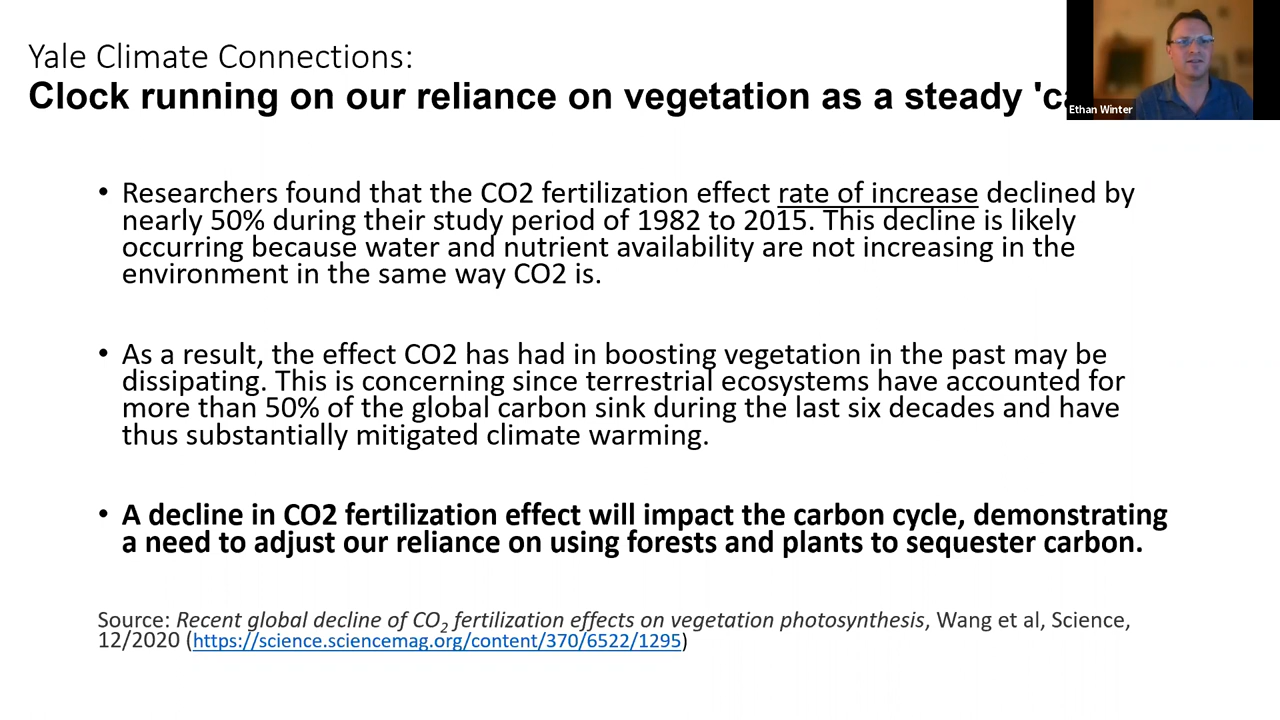 Yale Climate Connections:
Clock running on our reliance on vegetation as a steady
Ethan Winter
• Researchers found that the CO2 fertilization effect rate of increase declined by
nearly 50% during their study period of 1982 to 2015. This decline is likely
occurring because water and nutrient availability are not increasing in the
environment in the same way CO2 is.
• As a result, the effect CO2 has had in boosting vegetation in the past may be
dissipating. This is concerning since terrestrial ecosystems have accounted for
more than 50% of the global carbon sink during the last six decades and have
thus substantially mitigated climate warming.
• A decline in CO2 fertilization effect will impact the carbon cycle, demonstrating
a need to adjust our reliance on using forests and plants to sequester carbon.
Source: Recent global decline of CO₂ fertilization effects on vegetation photosynthesis, Wang et al, Science,
12/2020 (https://science.sciencemag.org/content/370/6522/1295)